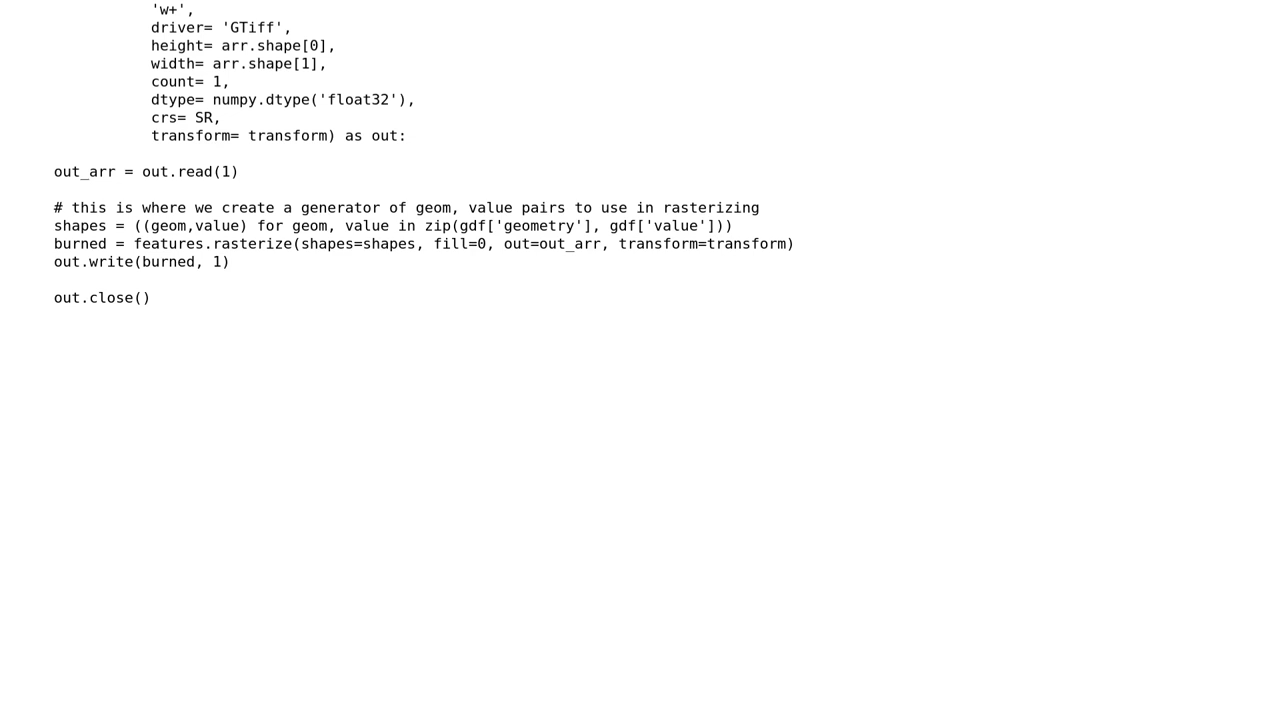 'w+',
driver= 'GTiff',
height= arr.shape[0],
width= arr.shape[1],
count= 1,
dtype= numpy.dtype('float32'),
crs= SR,
transform= transform) as out:
out_arr = out.read(1)
# this is where we create a generator of geom, value pairs to use in rasterizing
shapes = ((geom,value) for geom, value in zip(gdf['geometry'], gdf['value']))
burned = features.rasterize(shapes=shapes, fill=0, out=out_arr, transform=transform)
out.write(burned, 1)
out.close()